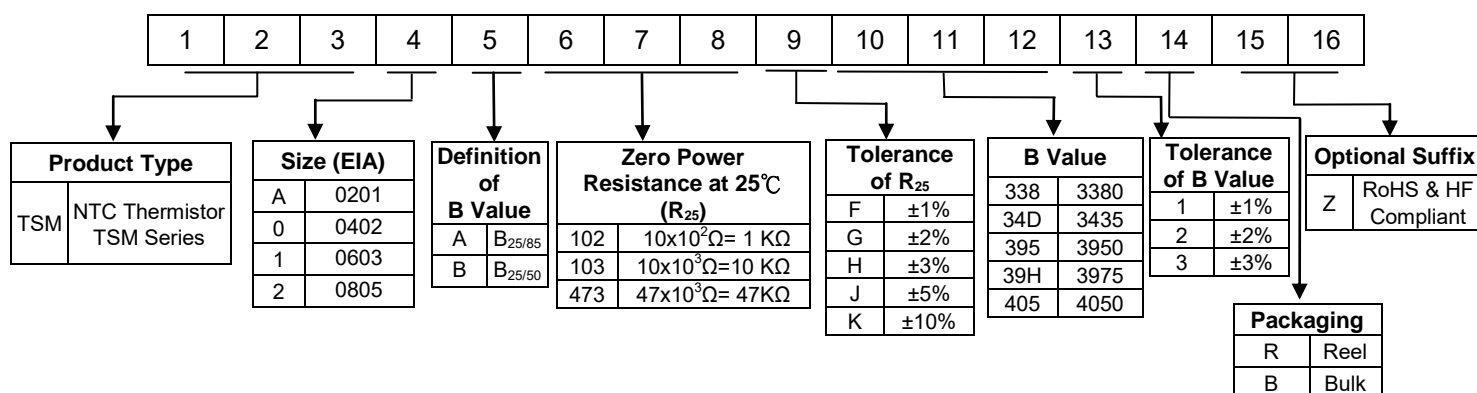 1 2 3 4 5 6 7 8 9 10 11 12 13 14 15 16
Product Type
TSM NTC Thermistor
TSM Series
Size (EIA)
A 0201
0 0402
1 0603
2 0805
Definition
of
B Value
A B25/85
B B25/50
Zero Power
Resistance at 25℃
(R25)
102 10x10²Ω= 1 KΩ
103 10x10³Ω=10 KΩ
473 47x10³Ω= 47KΩ
Tolerance
of R25
F ±1%
G ±2%
H ±3%
J ±5%
K ±10%
B Value
338 3380
34D 3435
395 3950
39H 3975
405 4050
Tolerance
of B Value
1 ±1%
2 ±2%
3 ±3%
Packaging
R Reel
B Bulk
Optional Suffix
Z RoHS & HF
Compliant